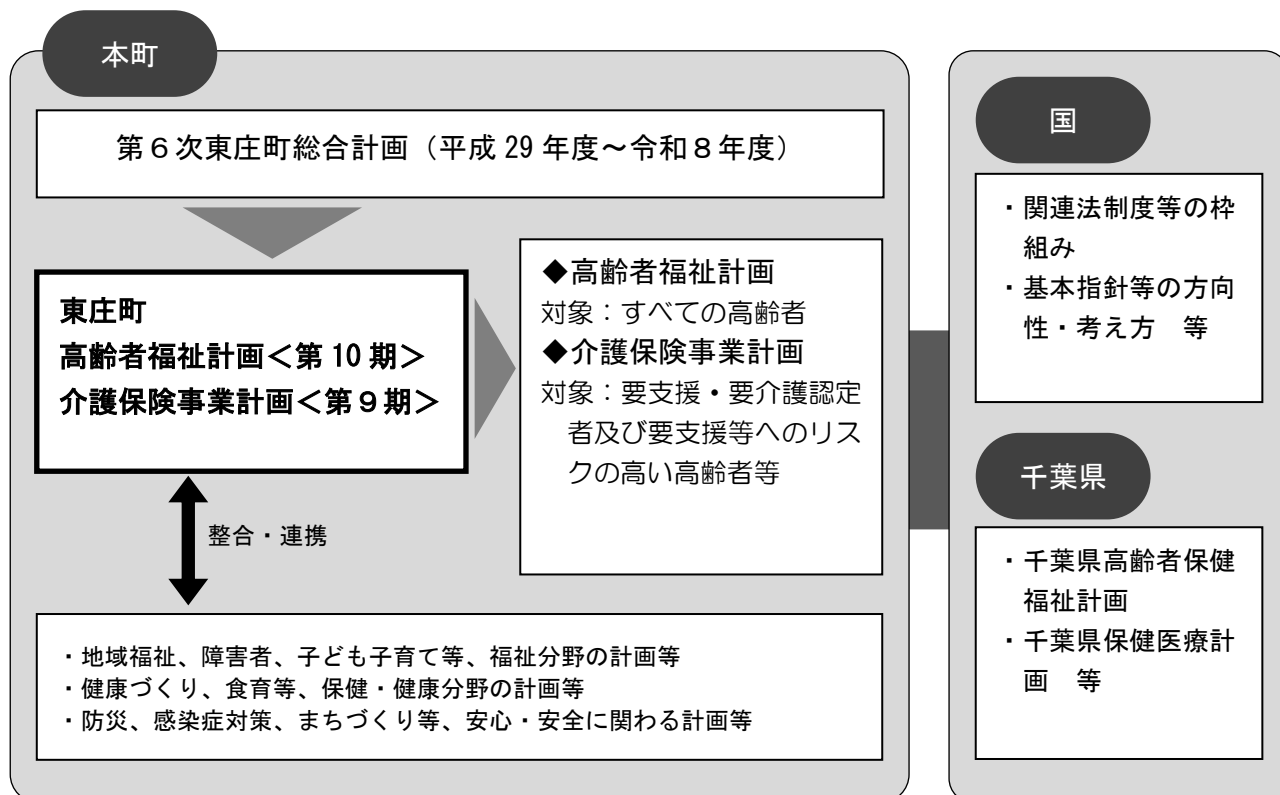 本町
第６次東庄町総合計画（平成 29 年度～令和８年度）
東庄町
高齢者福祉計画＜第 10 期＞
介護保険事業計画＜第９期＞
◆高齢者福祉計画
対象：すべての高齢者
◆介護保険事業計画
対象：要支援・要介護認定
者及び要支援等へのリス
クの高い高齢者等
整合・連携
・地域福祉、障害者、子ども子育て等、福祉分野の計画等
・健康づくり、食育等、保健・健康分野の計画等
・防災、感染症対策、まちづくり等、安心・安全に関わる計画等
国
・関連法制度等の枠
組み
・基本指針等の方向
性・考え方　等
千葉県
・千葉県高齢者保健
福祉計画
・千葉県保健医療計
画　等